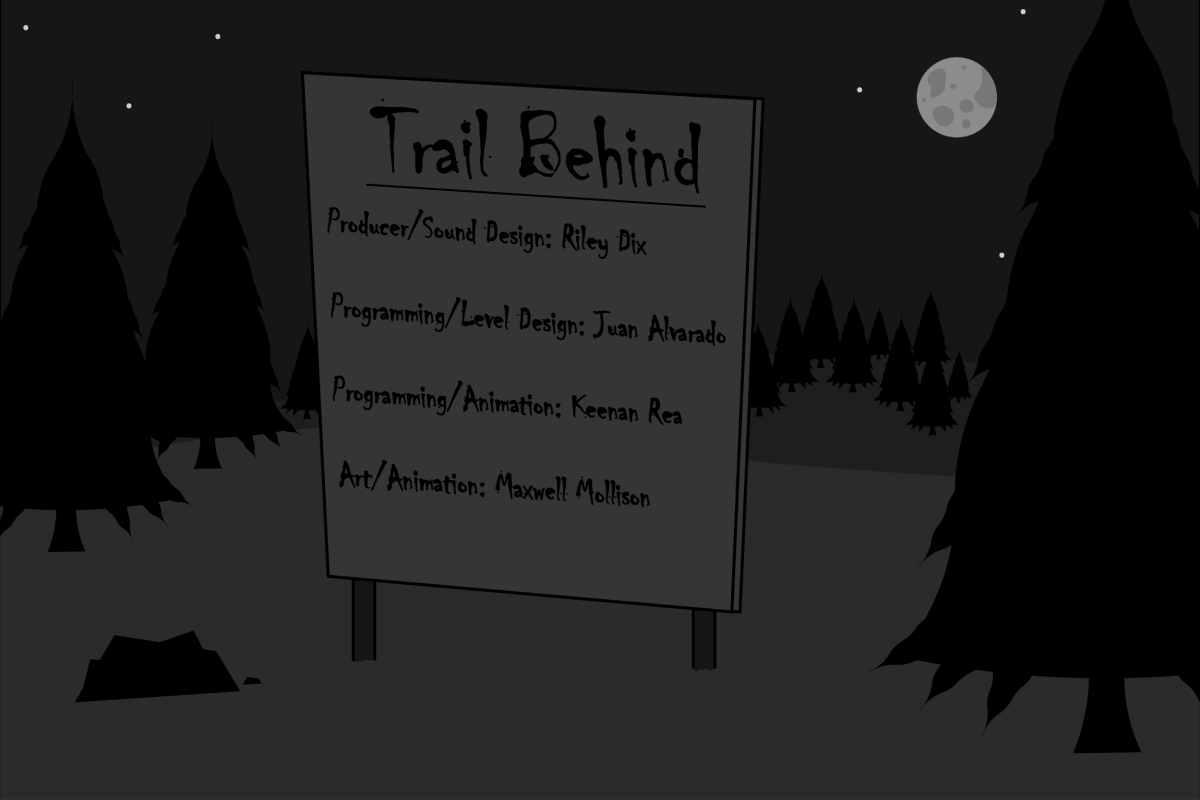 Trail Behind
Producer/Sound Design: Riley Dix
Programming/Level Design: Juan Alvarado
Programming/Animation: Keenan Rea
Art/Animation: Maxwell Mollison